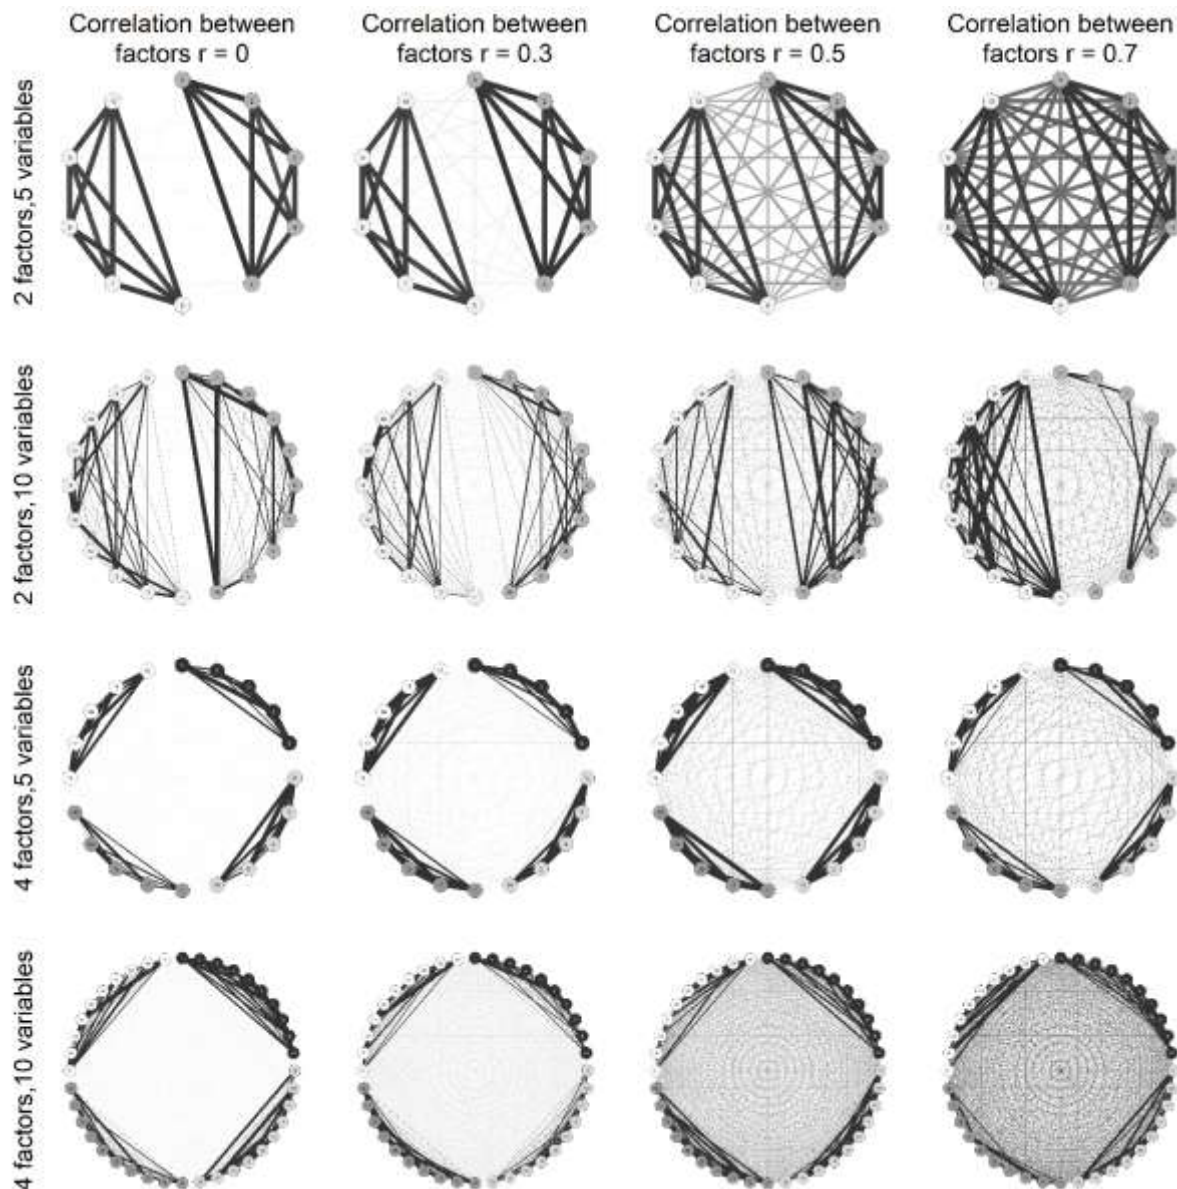 Correlation between
factors r = 0
Correlation between
factors r = 0.3
Correlation between
factors r = 0.5
Correlation between
factors r = 0.7
2 factors,5 variables
2 factors,10 variables
4 factors,5 variables
4 factors,10 variables